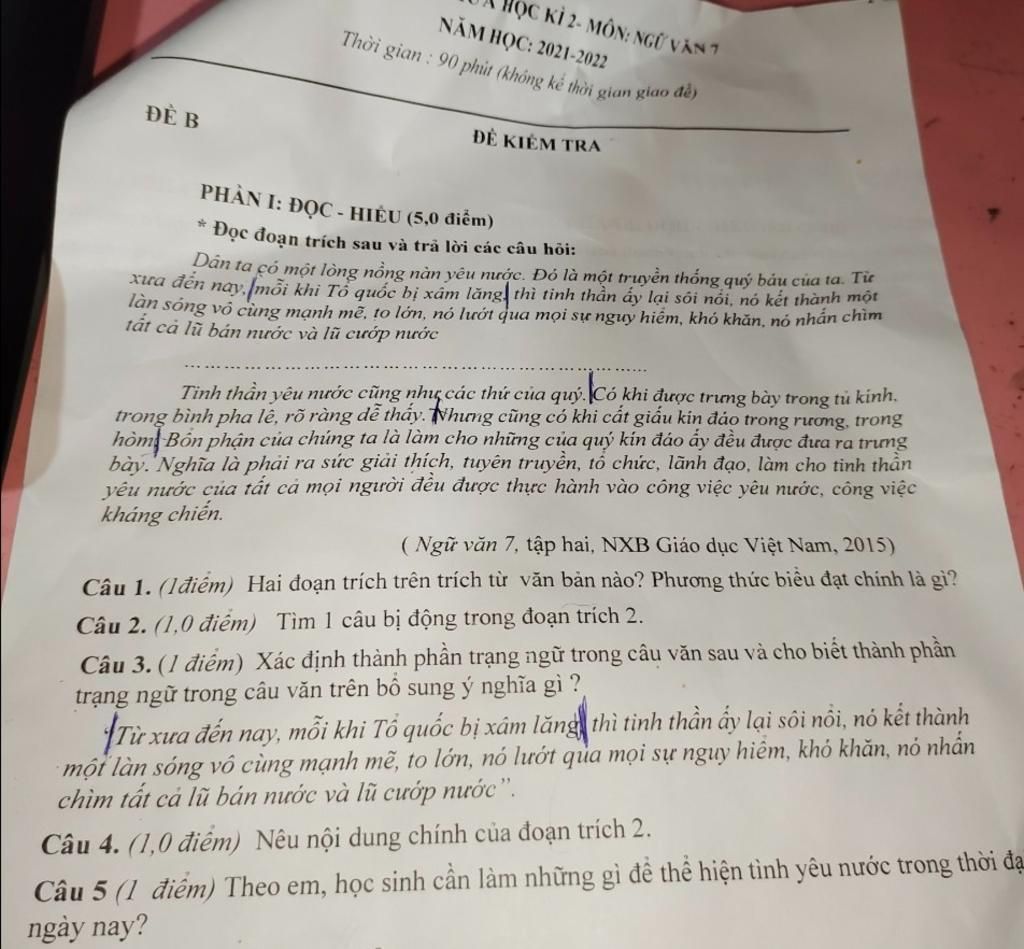 HỌC KÌ 2- MÔN: NGỮ VĂN 7
NĂM HỌC: 2021-2022
Thời gian : 90 phút (không kể thời gian giao đề)
ĐỀ B
ĐỀ KIỂM TRA
PHẦN I: ĐỌC - HIỂU (5,0 điểm)
* Đọc đoạn trích sau và trả lời các câu hỏi:
Dân ta có một lòng nồng nàn yêu nước. Đó là một truyền thống quý báu của ta. Từ
xưa đến nay, mỗi khi Tổ quốc bị xâm lăng, thì tinh thần ấy lại sôi nổi, nó kết thành một
làn sóng vô cùng mạnh mẽ, to lớn, nó lướt qua mọi sự nguy hiểm, khó khăn, nó nhấn chìm
tất cả lũ bán nước và lũ cướp nước
................................................................
Tinh thần yêu nước cũng như các thứ của quý. Có khi được trưng bày trong tủ kính,
trong bình pha lê, rõ ràng dễ thấy. Nhưng cũng có khi cất giấu kín đáo trong rương, trong
hòm. Bổn phận của chúng ta là làm cho những của quý kín đáo ấy đều được đưa ra trưng
bày. Nghĩa là phải ra sức giải thích, tuyên truyền, tổ chức, lãnh đạo, làm cho tinh thần
yêu nước của tất cả mọi người đều được thực hành vào công việc yêu nước, công việc
kháng chiến.
( Ngữ văn 7, tập hai, NXB Giáo dục Việt Nam, 2015)
Câu 1. (1điểm) Hai đoạn trích trên trích từ văn bản nào? Phương thức biểu đạt chính là gì?
Câu 2. (1,0 điểm) Tìm 1 câu bị động trong đoạn trích 2.
Câu 3. (1 điểm) Xác định thành phần trạng ngữ trong câu văn sau và cho biết thành phần
trạng ngữ trong câu văn trên bổ sung ý nghĩa gì ?
"Từ xưa đến nay, mỗi khi Tổ quốc bị xâm lăng, thì tinh thần ấy lại sôi nổi, nó kết thành
một làn sóng vô cùng mạnh mẽ, to lớn, nó lướt qua mọi sự nguy hiểm, khó khăn, nó nhấn
chìm tất cả lũ bán nước và lũ cướp nước".
Câu 4. (1,0 điểm) Nêu nội dung chính của đoạn trích 2.
Câu 5 (1 điểm) Theo em, học sinh cần làm những gì để thể hiện tình yêu nước trong thời
ngày nay?